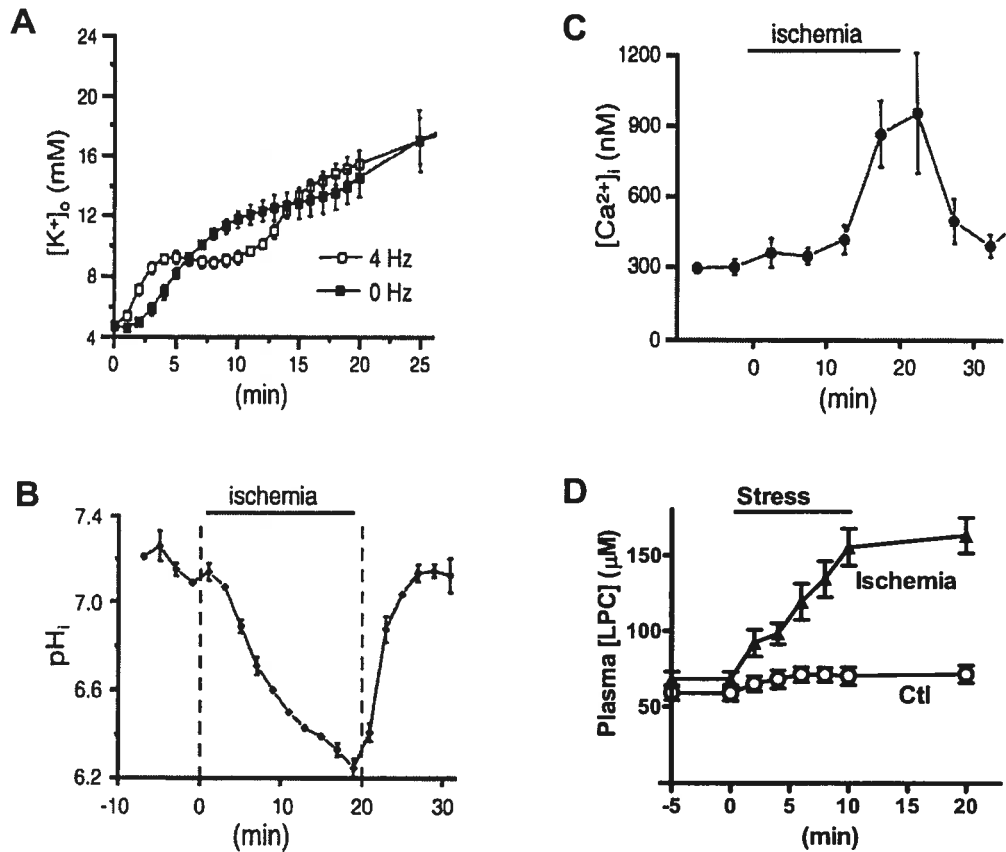 A
24
20
16
12
8
4
[K+]o (mM)
4 Hz
0 Hz
0 5 10 15 20 25
(min)
C
ischemia
1200
900
600
300
0
[Ca2+]i (nM)
0 10 20 30
(min)
B
ischemia
7.4
7.0
6.6
6.2
pHi
-10 0 10 20 30
(min)
D
Stress
150
100
50
Plasma [LPC] (μM)
Ischemia
Ctl
-5 0 5 10 15 20
(min)